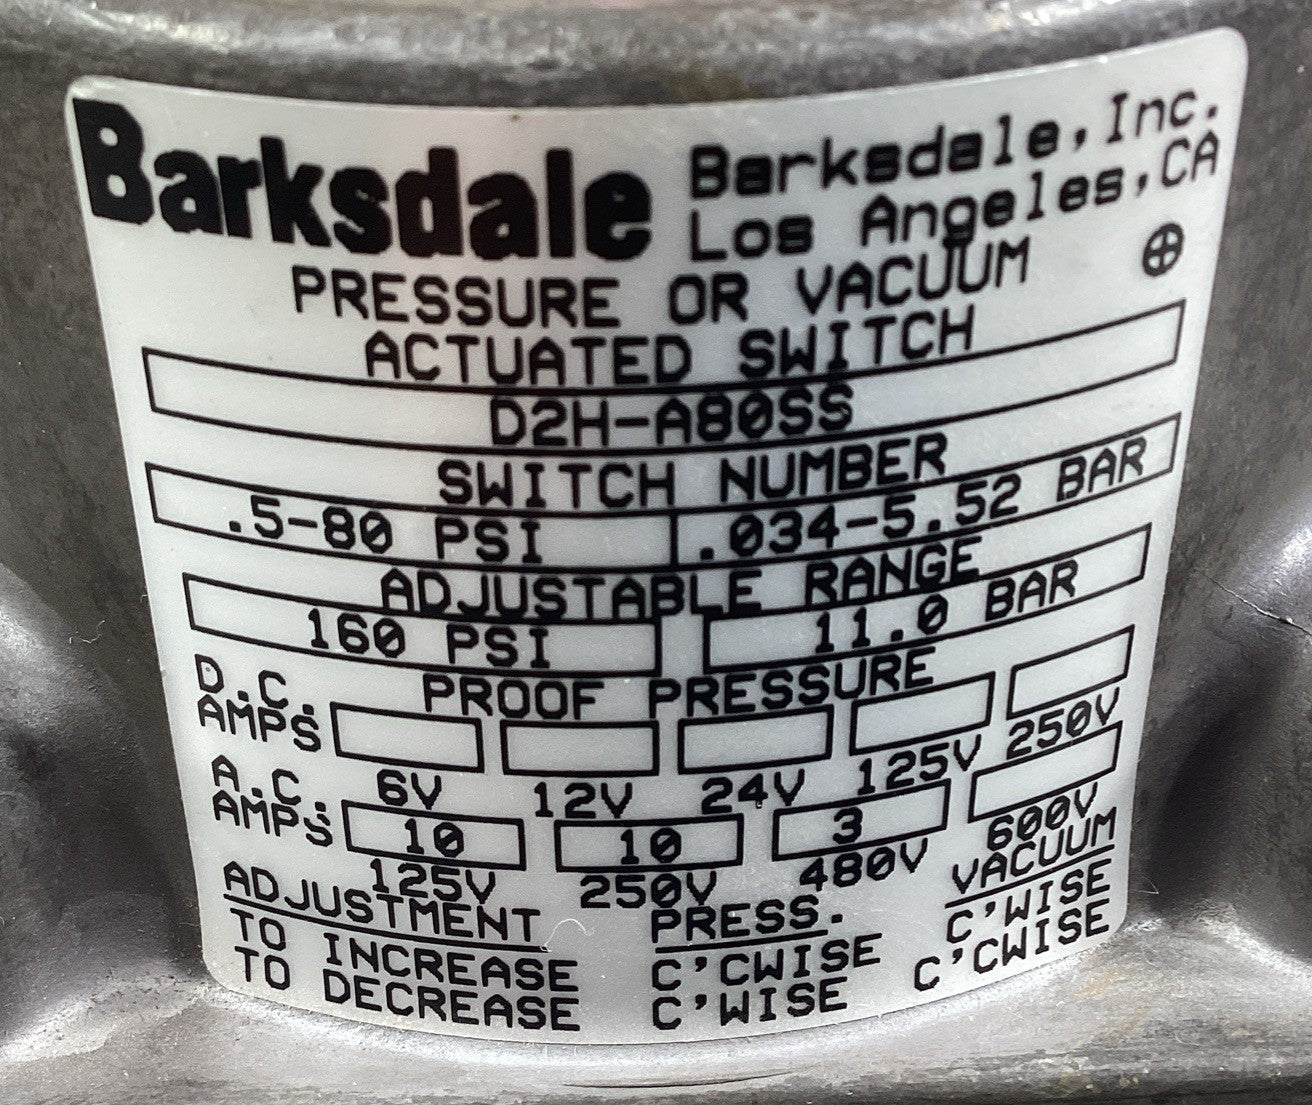 Barksdale Barksdale, Inc.
Los Angeles, CA
PRESSURE OR VACUUM
ACTUATED SWITCH
D2H-A80SS
SWITCH NUMBER
.5-80 PSI .034-5.52 BAR
ADJUSTABLE RANGE
160 PSI 11.0 BAR
PROOF PRESSURE
D.C.
AMPS
6V 12V 24V 125V 250V
A.C.
AMPS 10 10 3
125V 250V 480V 600V
ADJUSTMENT PRESS. VACUUM
TO INCREASE C'CWISE C'WISE
TO DECREASE C'WISE C'CWISE